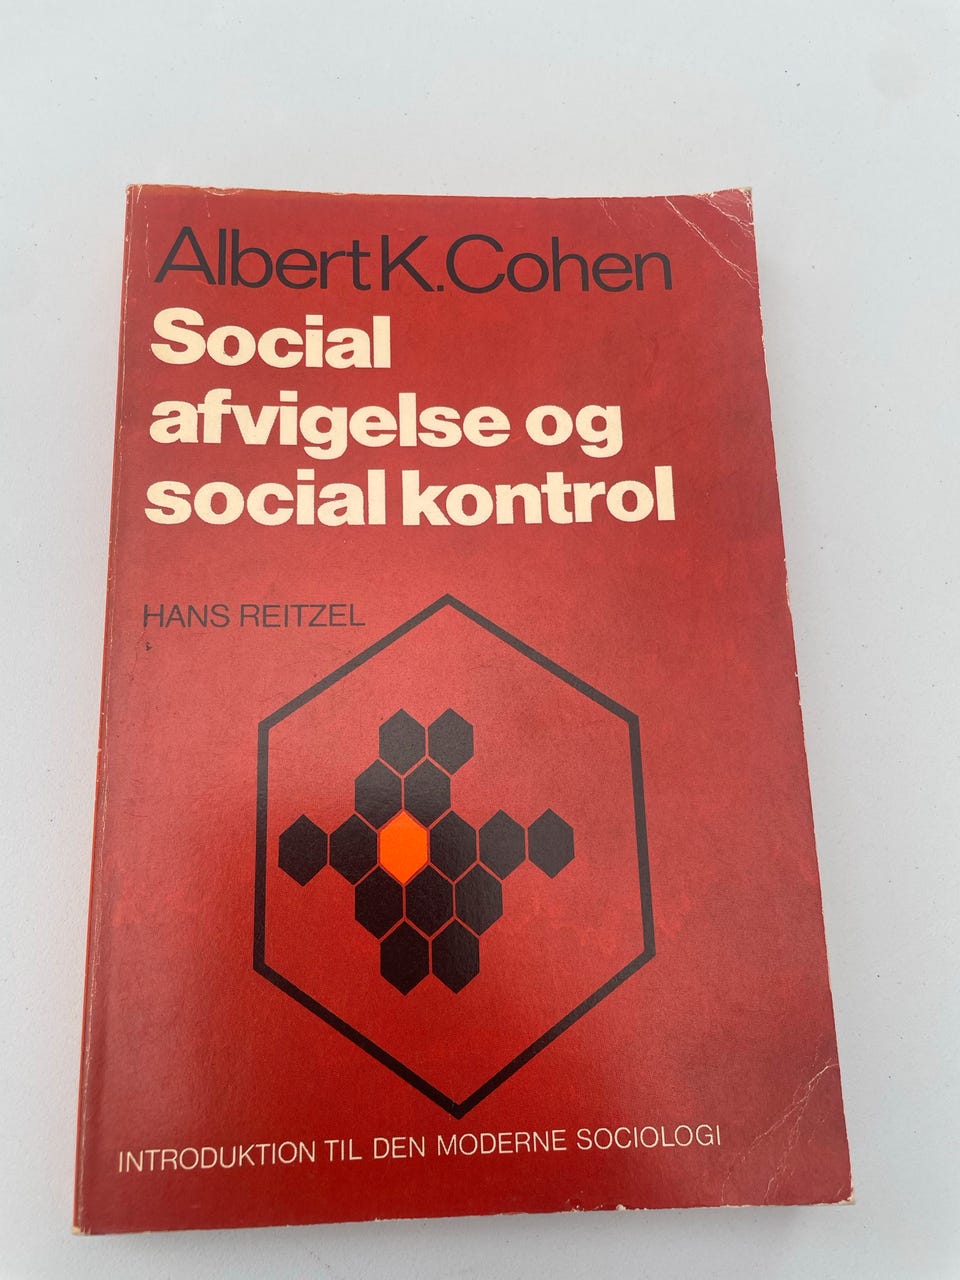 Albert K. Cohen
Social
afvigelse og
social kontrol
HANS REITZEL
INTRODUKTION TIL DEN MODERNE SOCIOLOGI